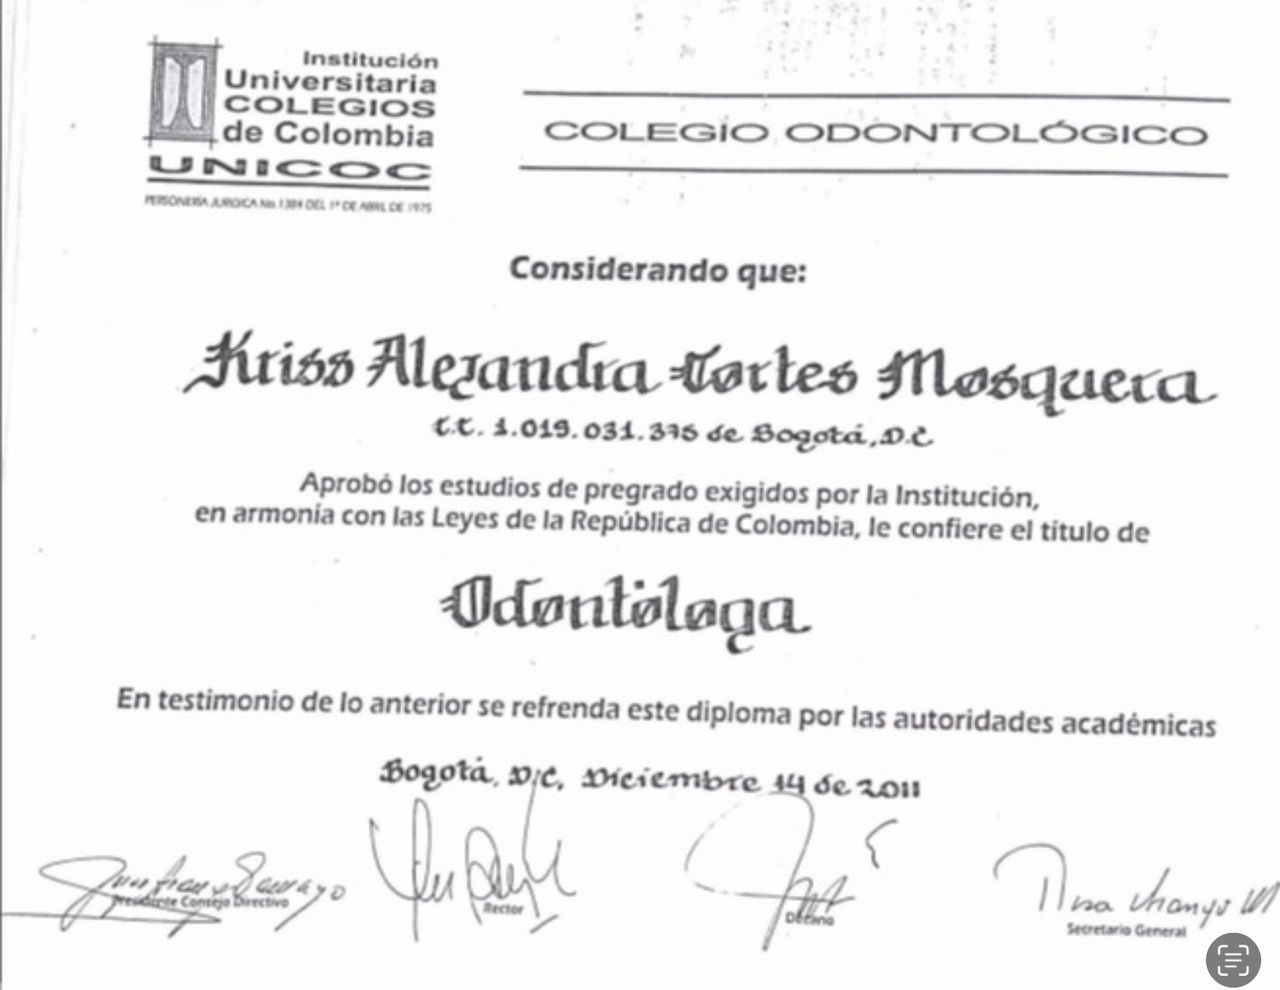 Institución
Universitaria
COLEGIOS
de Colombia
UNICOC
PERSONERÍA JURIDICA No. 1384 DEL 1º DE ABRIL DE 1975
COLEGIO ODONTOLÓGICO
Considerando que:
Kriss Alejandra Cortes Mosquera
C.C. 1.019.031.375 de Bogotá, D.C
Aprobó los estudios de pregrado exigidos por la Institución,
en armonía con las Leyes de la República de Colombia, le confiere el título de
Odontóloga
En testimonio de lo anterior se refrenda este diploma por las autoridades académicas
Bogotá, D.C, Diciembre 14 de 2011
Presidente Consejo Directivo
Rector
Decano
Secretario General